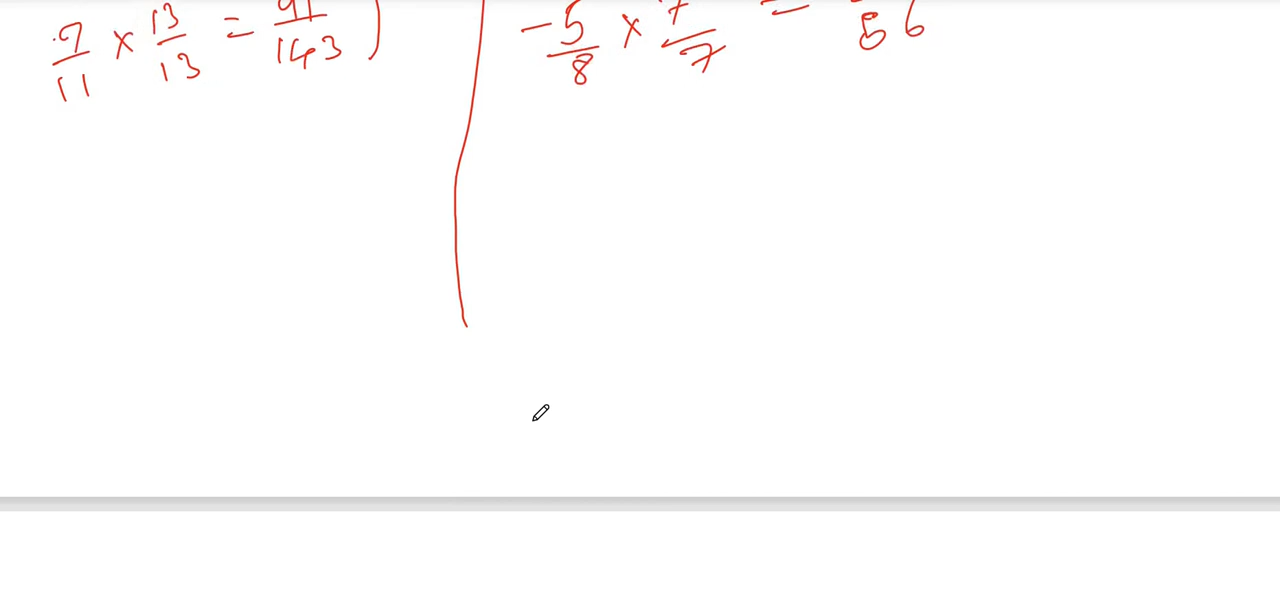 7/11 × 13/13 = 91/143 )
-5/8 × 7/7 = /56